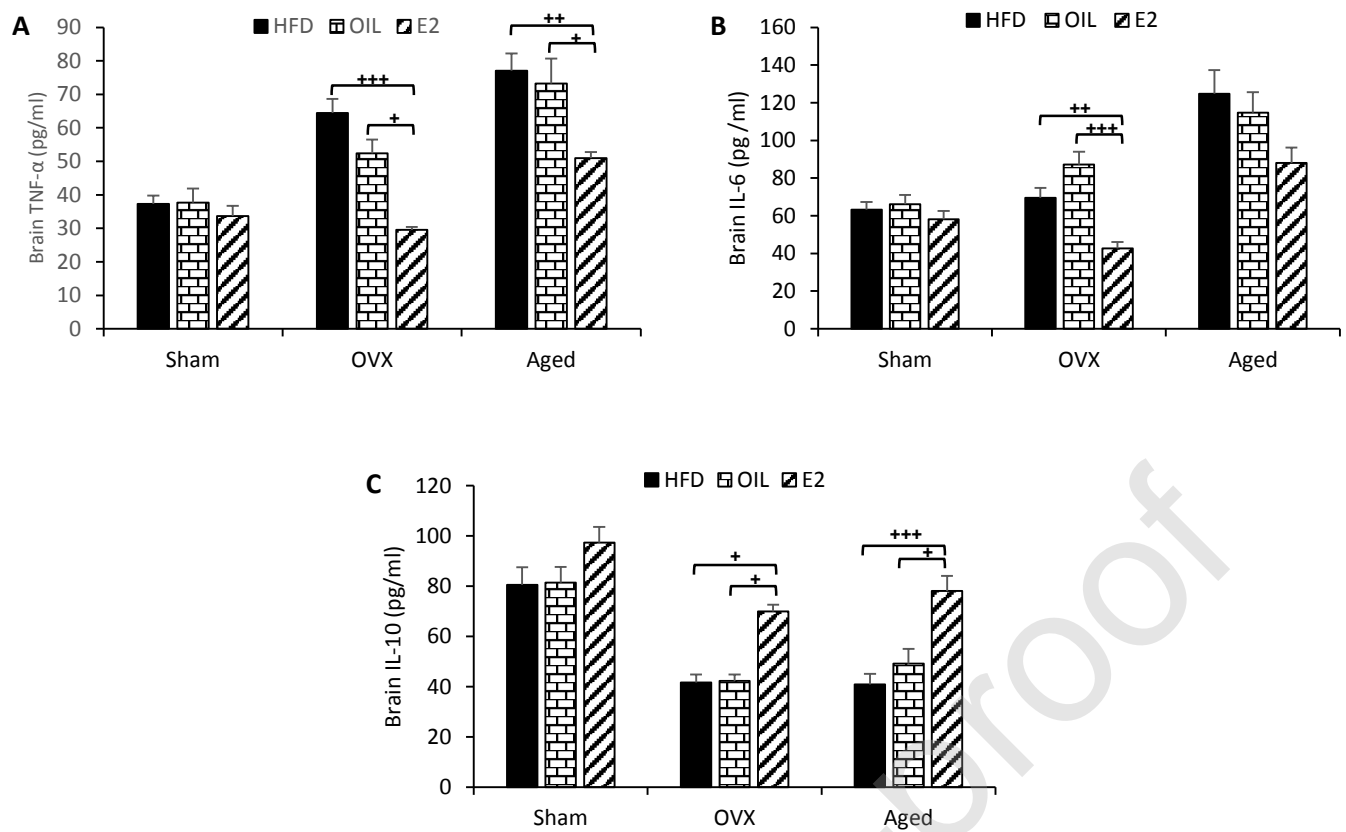 A
HFD OIL E2
Brain TNF-α (pg/ml)
90
80
70
60
50
40
30
20
10
0
+++
+
++
+
Sham OVX Aged
B
HFD OIL E2
Brain IL-6 (pg /ml)
160
140
120
100
80
60
40
20
0
++
+++
Sham OVX Aged
C
HFD OIL E2
Brain IL-10 (pg/ml)
120
100
80
60
40
20
0
+
+
+++
+
Sham OVX Aged
proof